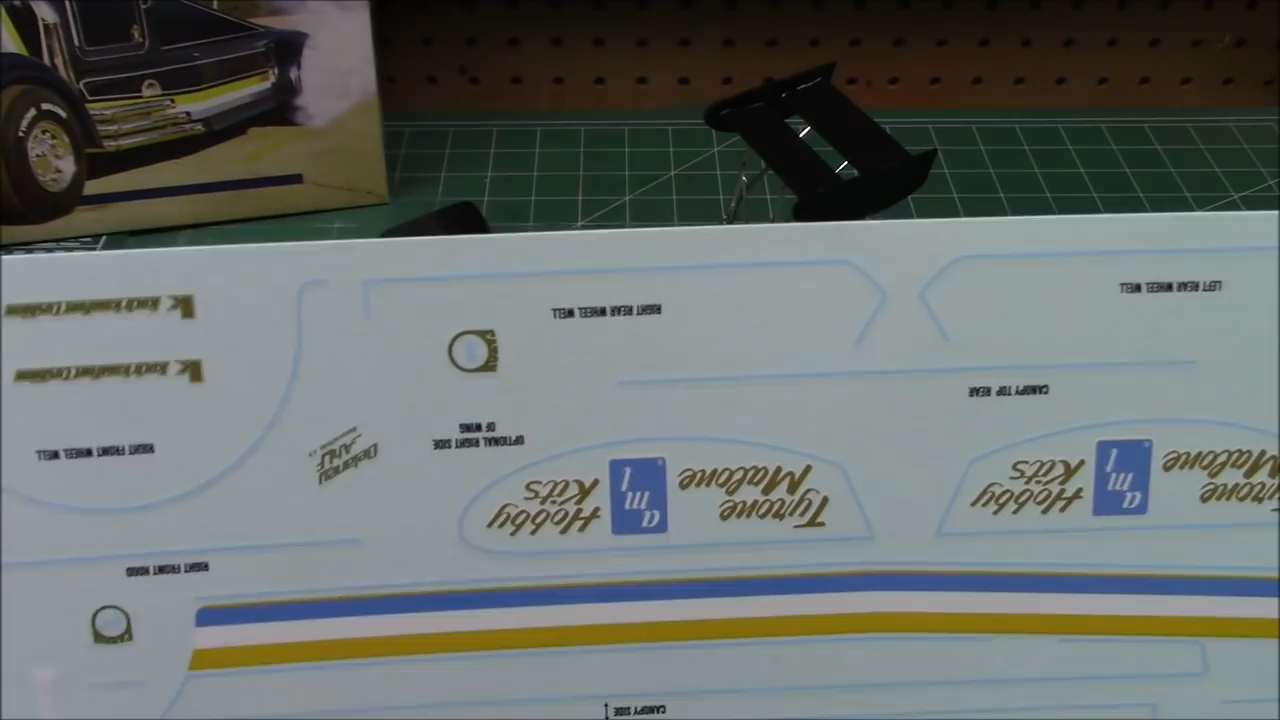 LEFT REAR WHEEL WELL
RIGHT REAR WHEEL WELL
CANOPY TOP REAR
OPTIONAL RIGHT SIDE
OF WING
RIGHT FRONT WHEEL WELL
Tyrone
Malone
amt
Hobby
Kits
Tyrone
Malone
amt
Hobby
Kits
RIGHT FRONT HOOD
CANOPY SIDE